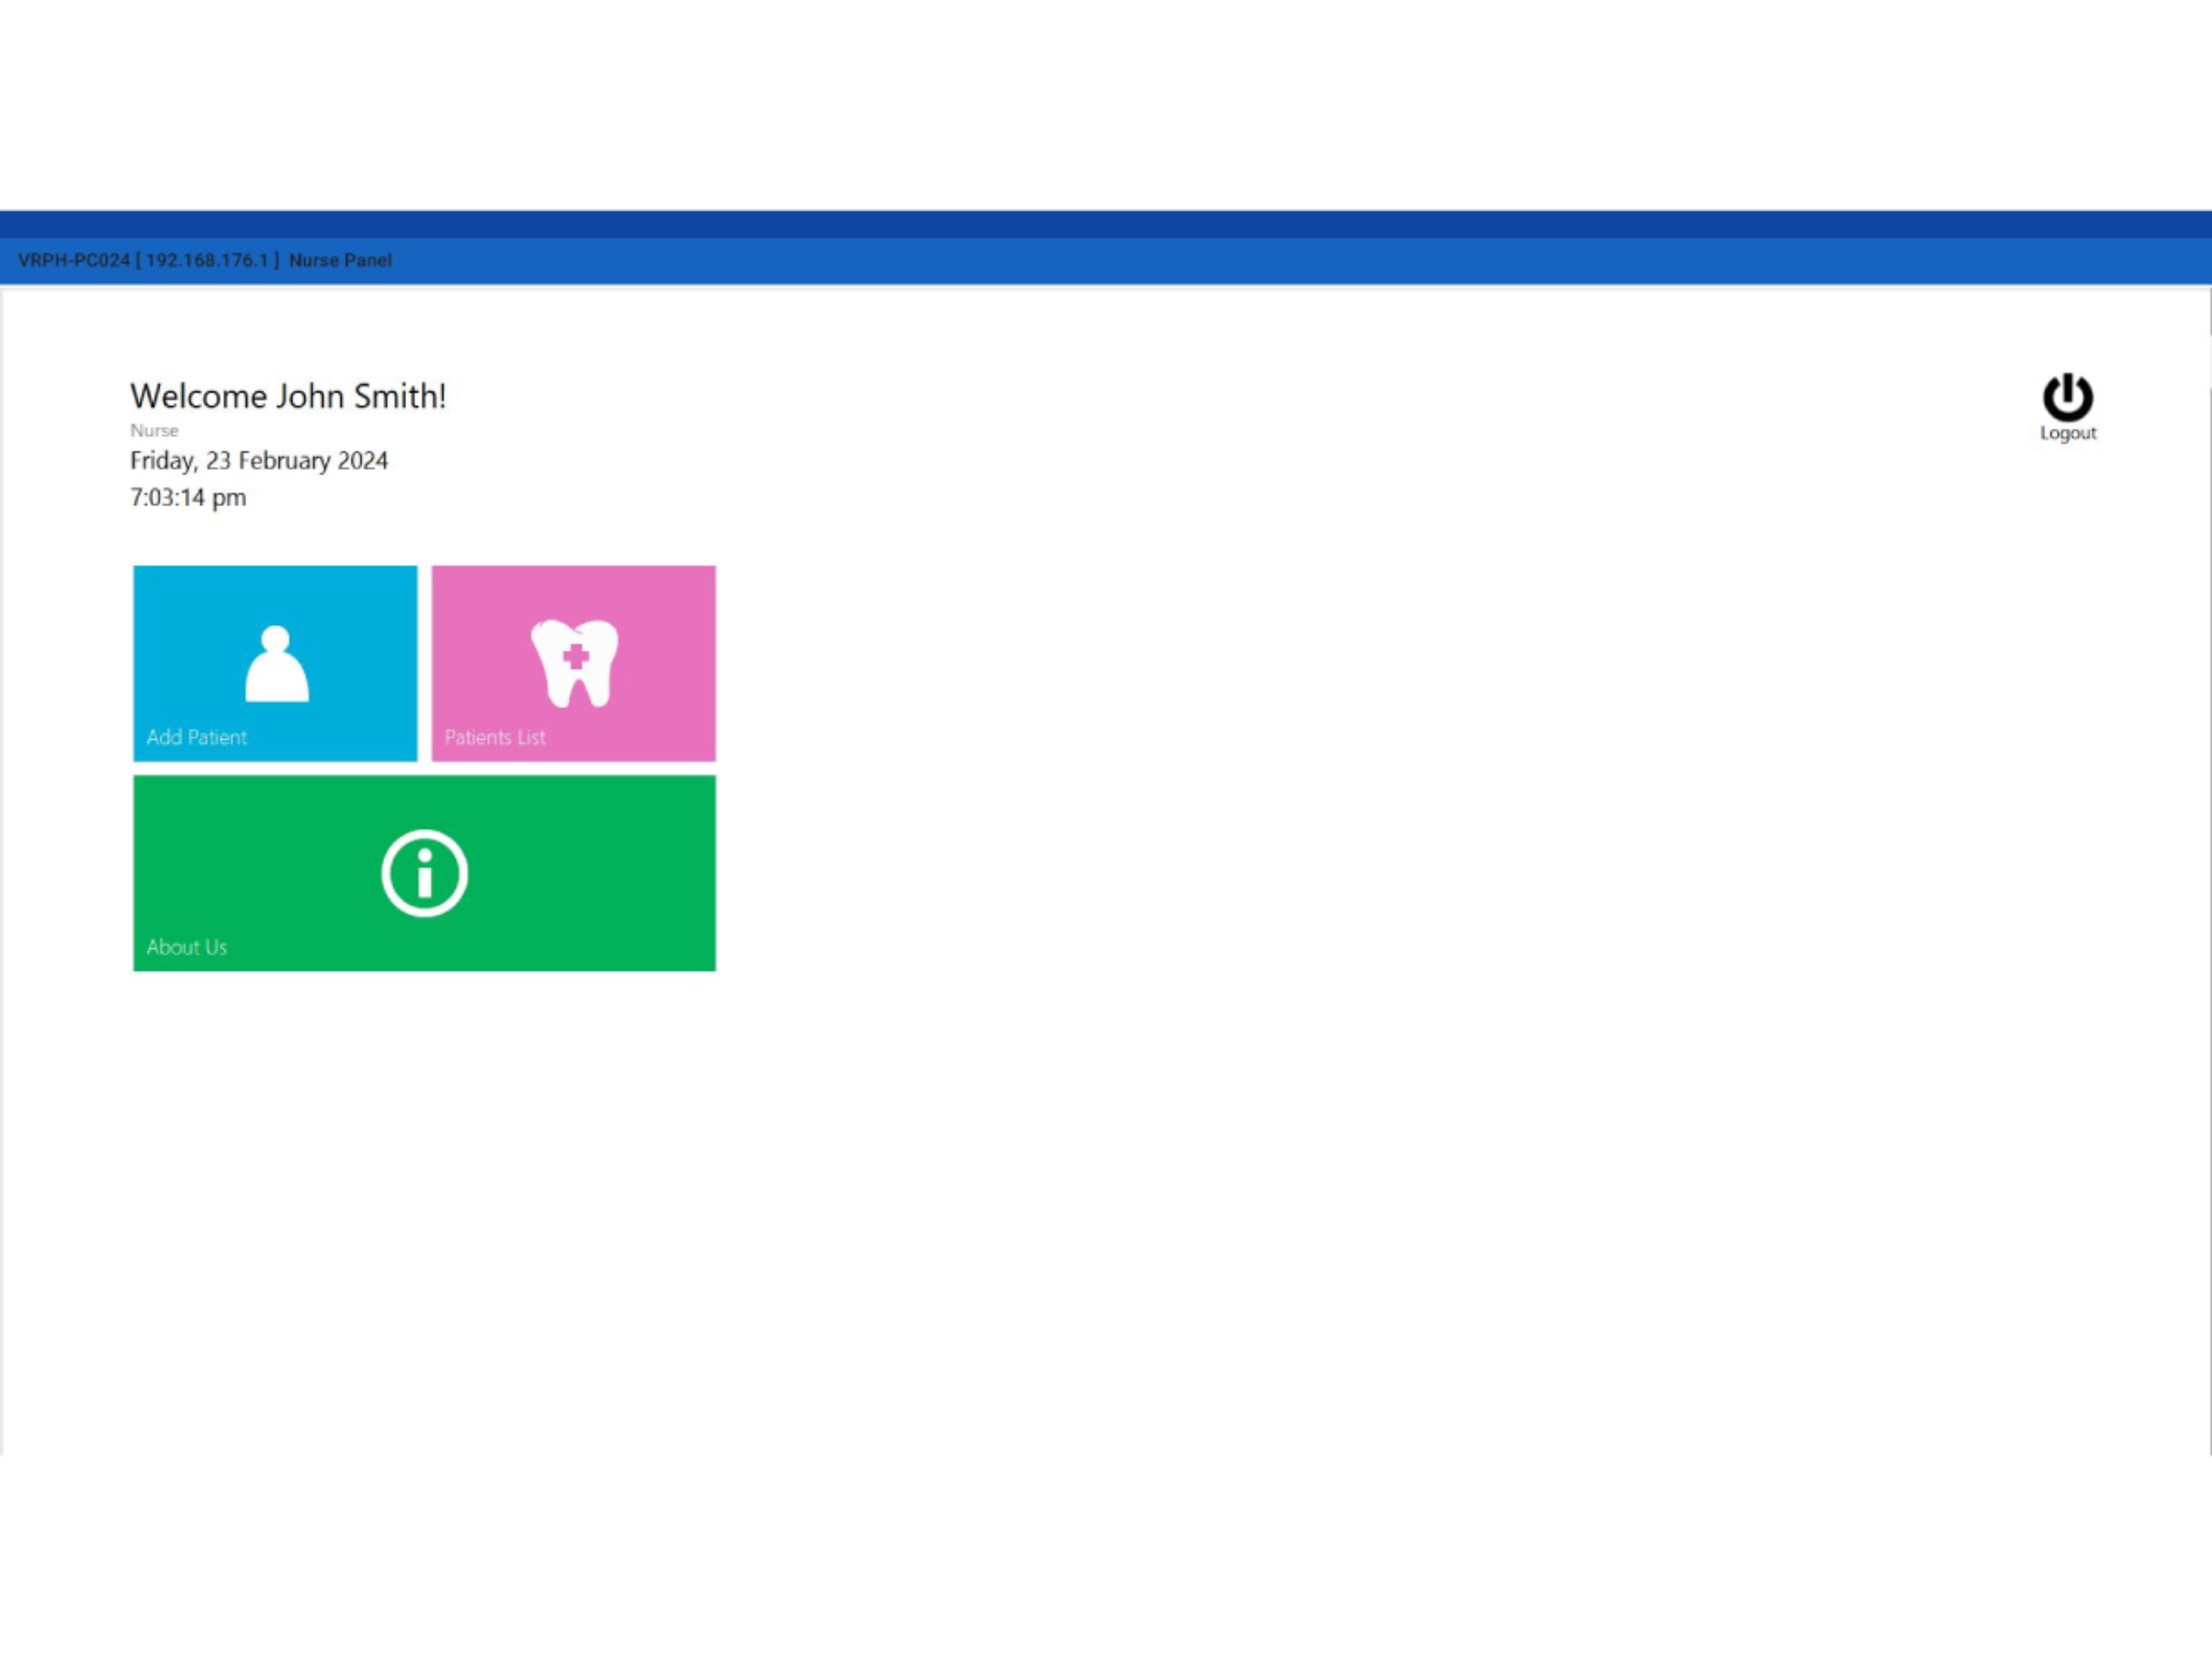 VRPH-PC024 [ 192.168.176.1 ] Nurse Panel
Welcome John Smith!
Nurse
Friday, 23 February 2024
7:03:14 pm
Logout
Add Patient
Patients List
About Us